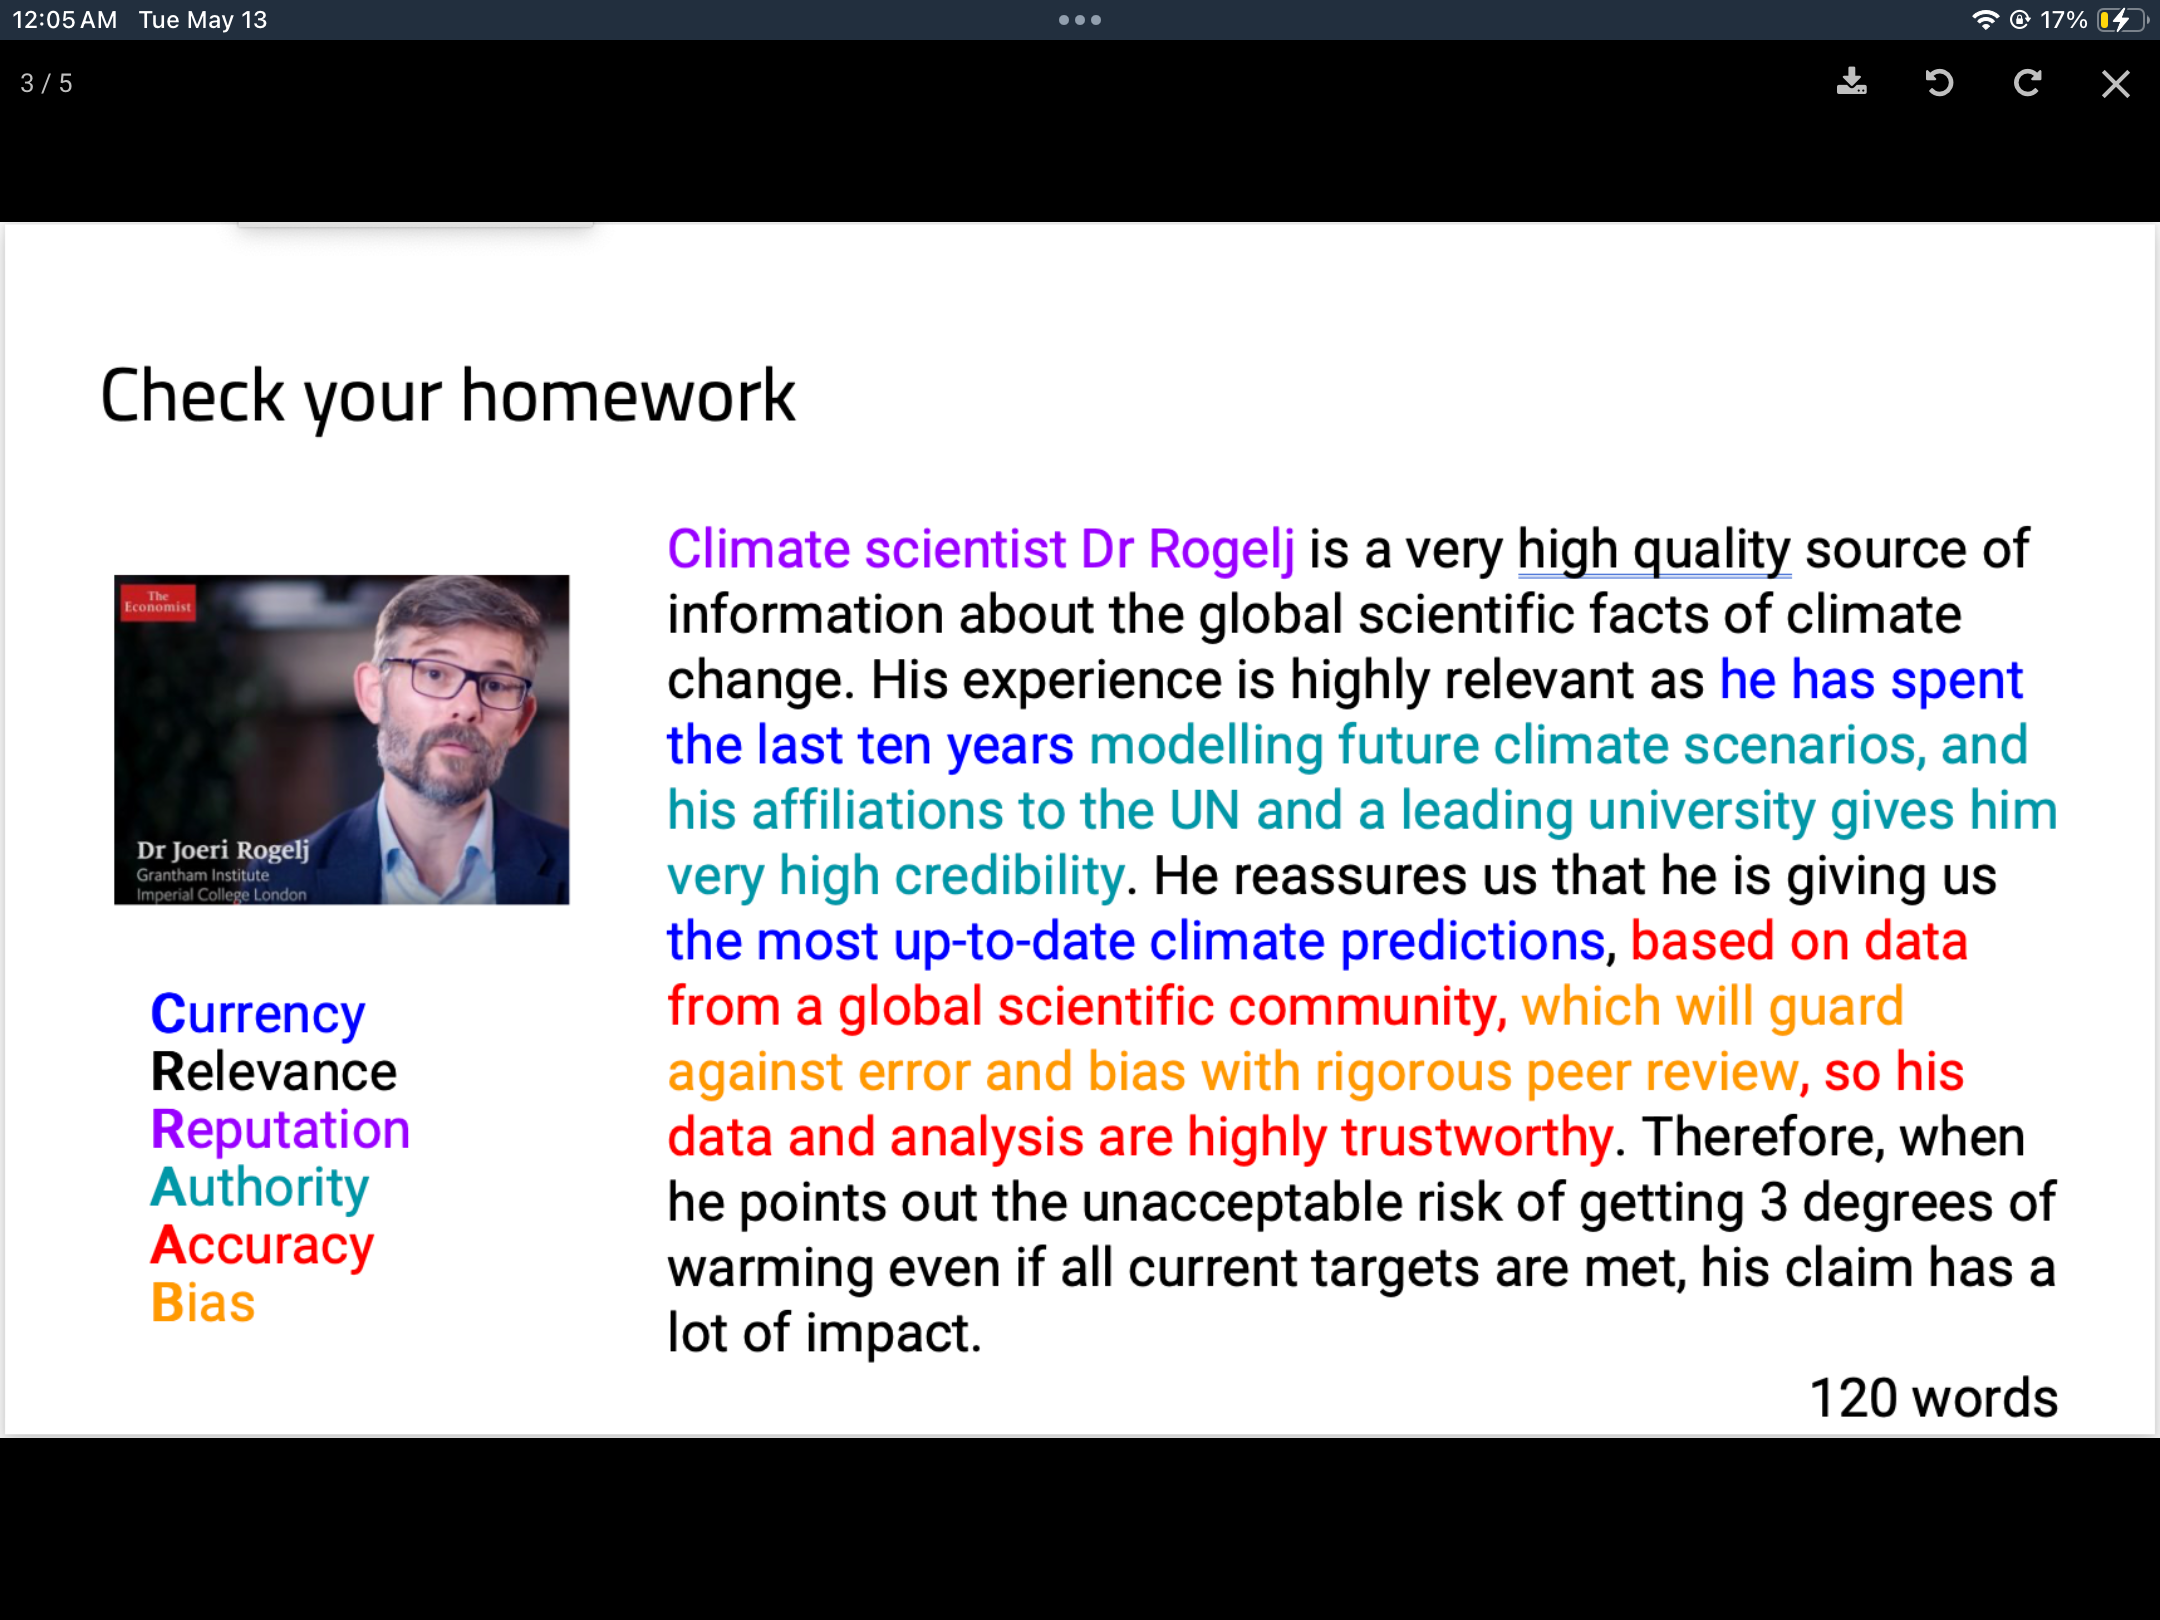 12:05 AM Tue May 13
17%
3 / 5
Check your homework
The
Economist
Dr Joeri Rogelj
Grantham Institute
Imperial College London
Currency
Relevance
Reputation
Authority
Accuracy
Bias
Climate scientist Dr Rogelj is a very high quality source of
information about the global scientific facts of climate
change. His experience is highly relevant as he has spent
the last ten years modelling future climate scenarios, and
his affiliations to the UN and a leading university gives him
very high credibility. He reassures us that he is giving us
the most up-to-date climate predictions, based on data
from a global scientific community, which will guard
against error and bias with rigorous peer review, so his
data and analysis are highly trustworthy. Therefore, when
he points out the unacceptable risk of getting 3 degrees of
warming even if all current targets are met, his claim has a
lot of impact.
120 words